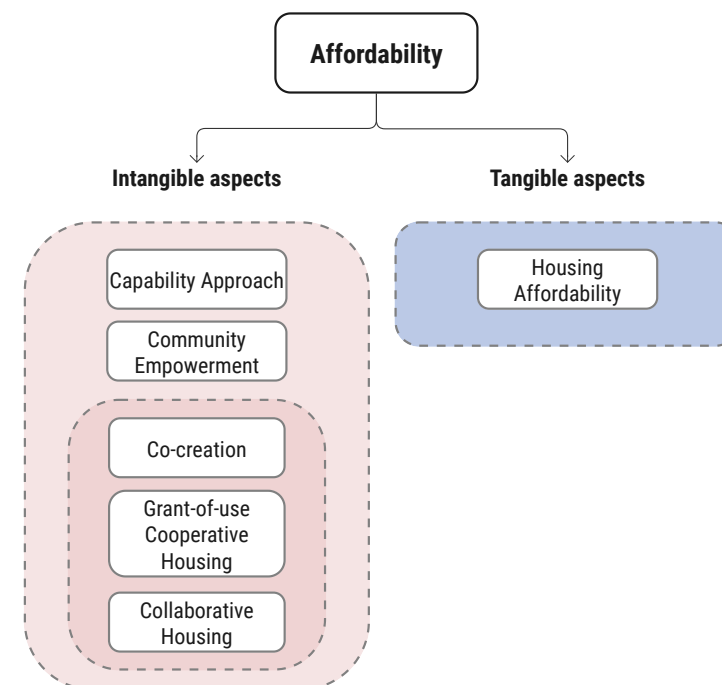 Affordability
Intangible aspects
Tangible aspects
Capability Approach
Community
Empowerment
Co-creation
Grant-of-use
Cooperative
Housing
Collaborative
Housing
Housing
Affordability